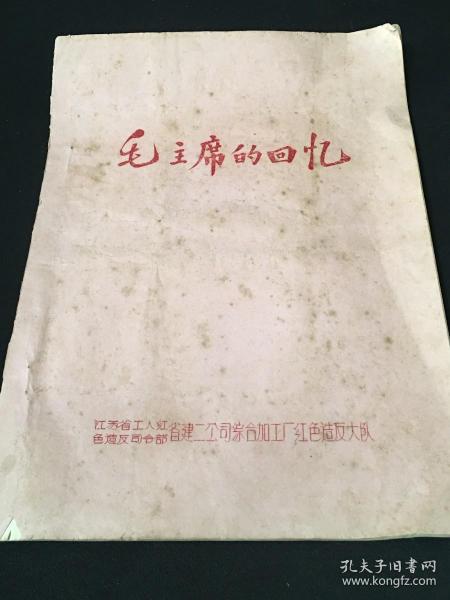 毛主席的回忆
江苏省工人红
色造反司令部 省建二公司综合加工厂红色造反大队
孔夫子旧书网
www.kongfz.com